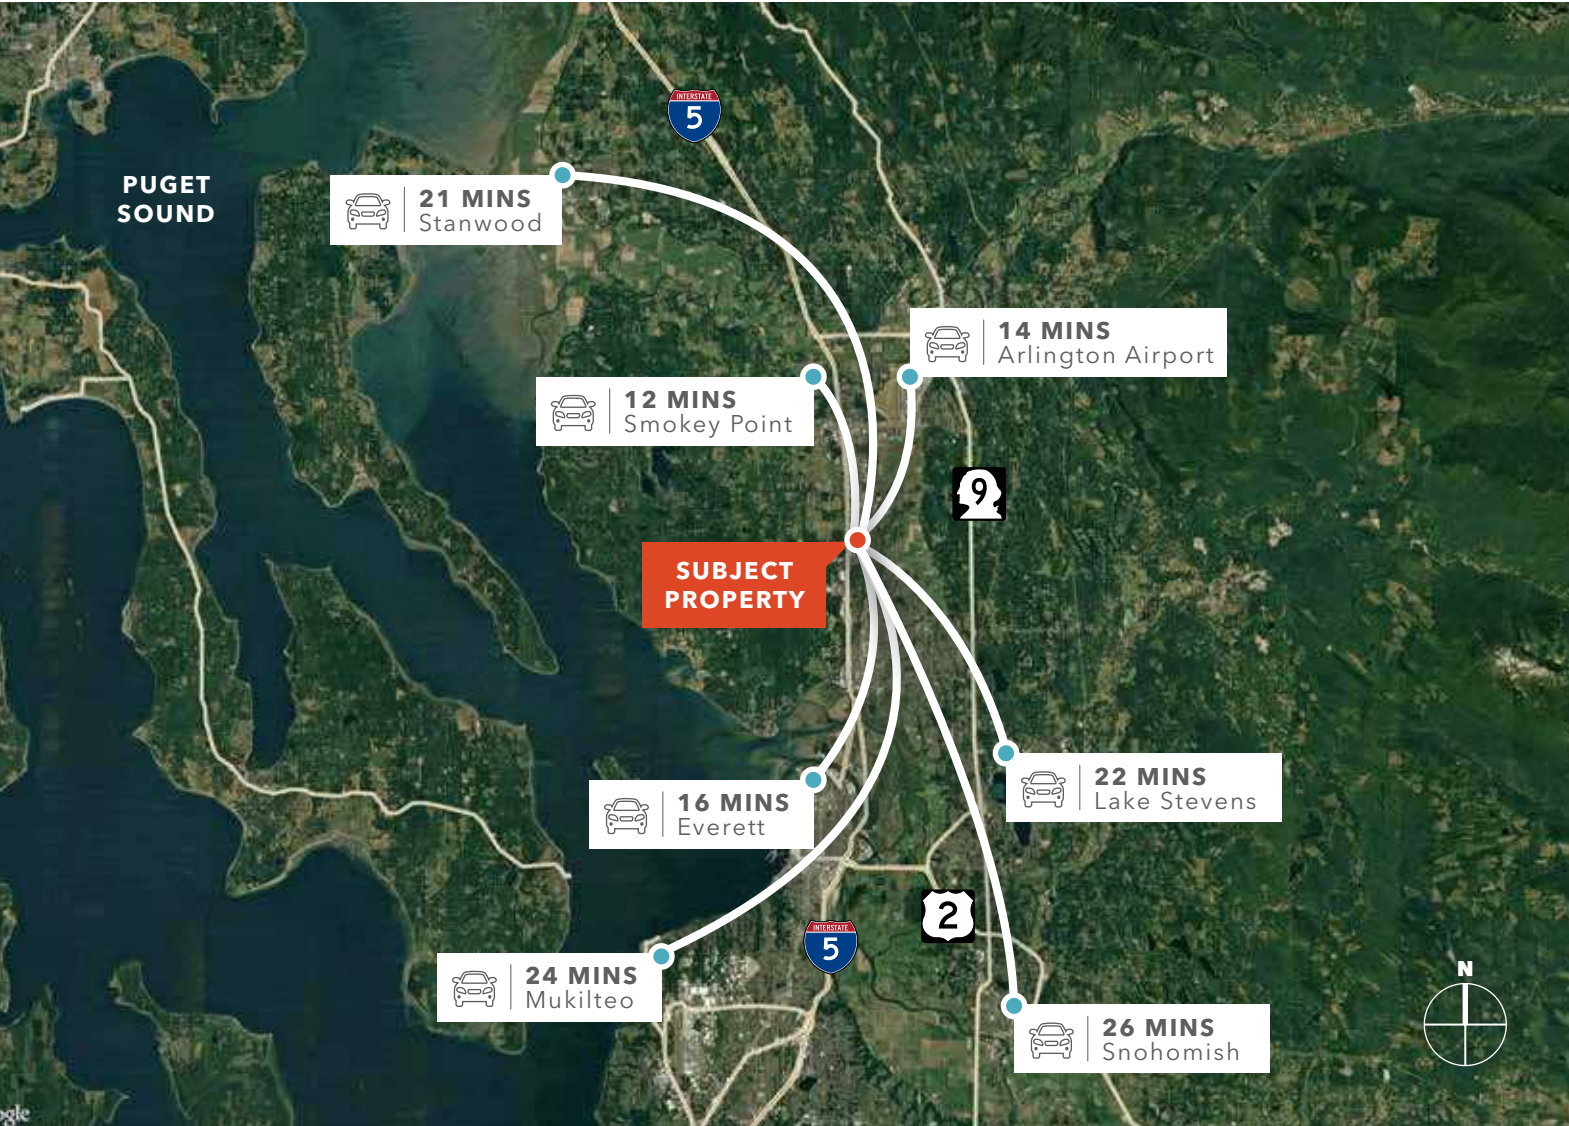 INTERSTATE
5
PUGET
SOUND
21 MINS
Stanwood
14 MINS
Arlington Airport
12 MINS
Smokey Point
9
SUBJECT
PROPERTY
22 MINS
Lake Stevens
16 MINS
Everett
2
INTERSTATE
5
24 MINS
Mukilteo
N
26 MINS
Snohomish